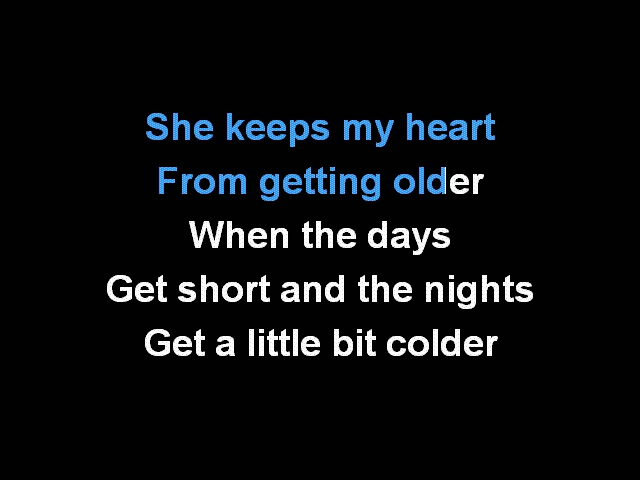 She keeps my heart
From getting older
When the days
Get short and the nights
Get a little bit colder